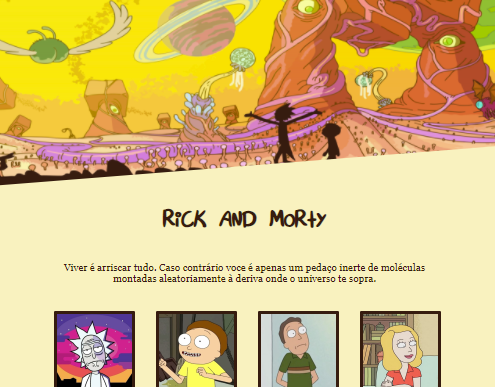 Rick and Morty
Viver é arriscar tudo. Caso contrário voce é apenas um pedaço inerte de moléculas
montadas aleatoriamente à deriva onde o universo te sopra.